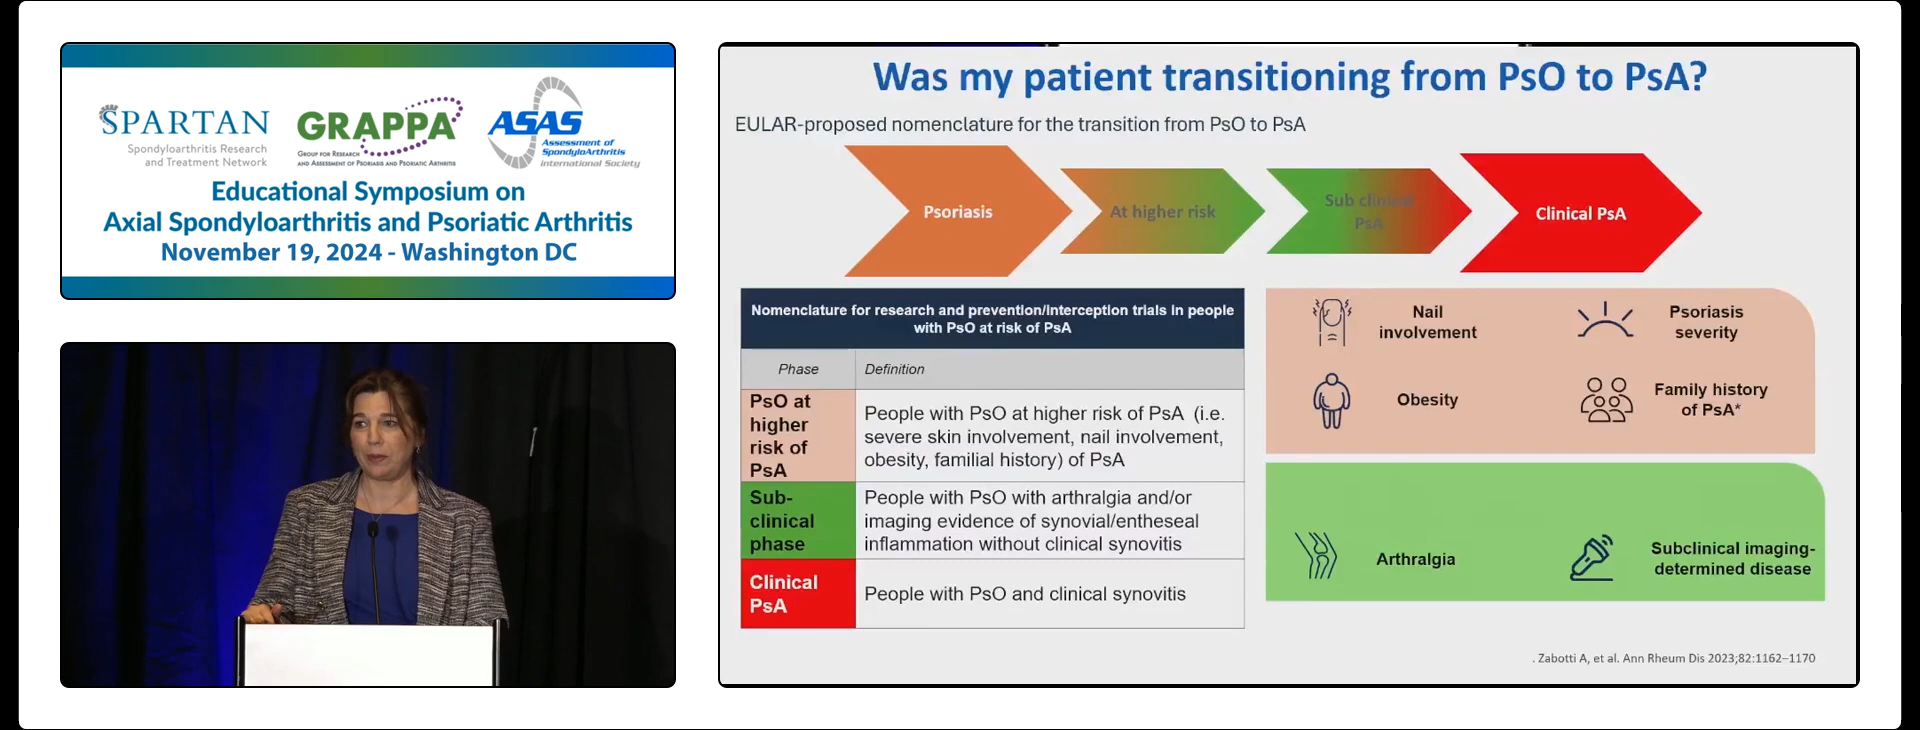 SPARTAN
Spondyloarthritis Research
and Treatment Network
GRAPPA
GROUP FOR RESEARCH
AND ASSESSMENT OF PSORIASIS AND PSORIATIC ARTHRITIS
ASAS
Assessment of
SpondyloArthritis
international Society
Educational Symposium on
Axial Spondyloarthritis and Psoriatic Arthritis
November 19, 2024 - Washington DC
Was my patient transitioning from PsO to PsA?
EULAR-proposed nomenclature for the transition from PsO to PsA
Psoriasis
At higher risk
Sub clinical
PsA
Clinical PsA
Nomenclature for research and prevention/interception trials in people
with PsO at risk of PsA
Phase
Definition
PsO at
higher
risk of
PsA
People with PsO at higher risk of PsA (i.e.
severe skin involvement, nail involvement,
obesity, familial history) of PsA
Sub-
clinical
phase
People with PsO with arthralgia and/or
imaging evidence of synovial/entheseal
inflammation without clinical synovitis
Clinical
PsA
People with PsO and clinical synovitis
Nail
involvement
Psoriasis
severity
Obesity
Family history
of PsA*
Arthralgia
Subclinical imaging-
determined disease
. Zabotti A, et al. Ann Rheum Dis 2023;82:1162–1170